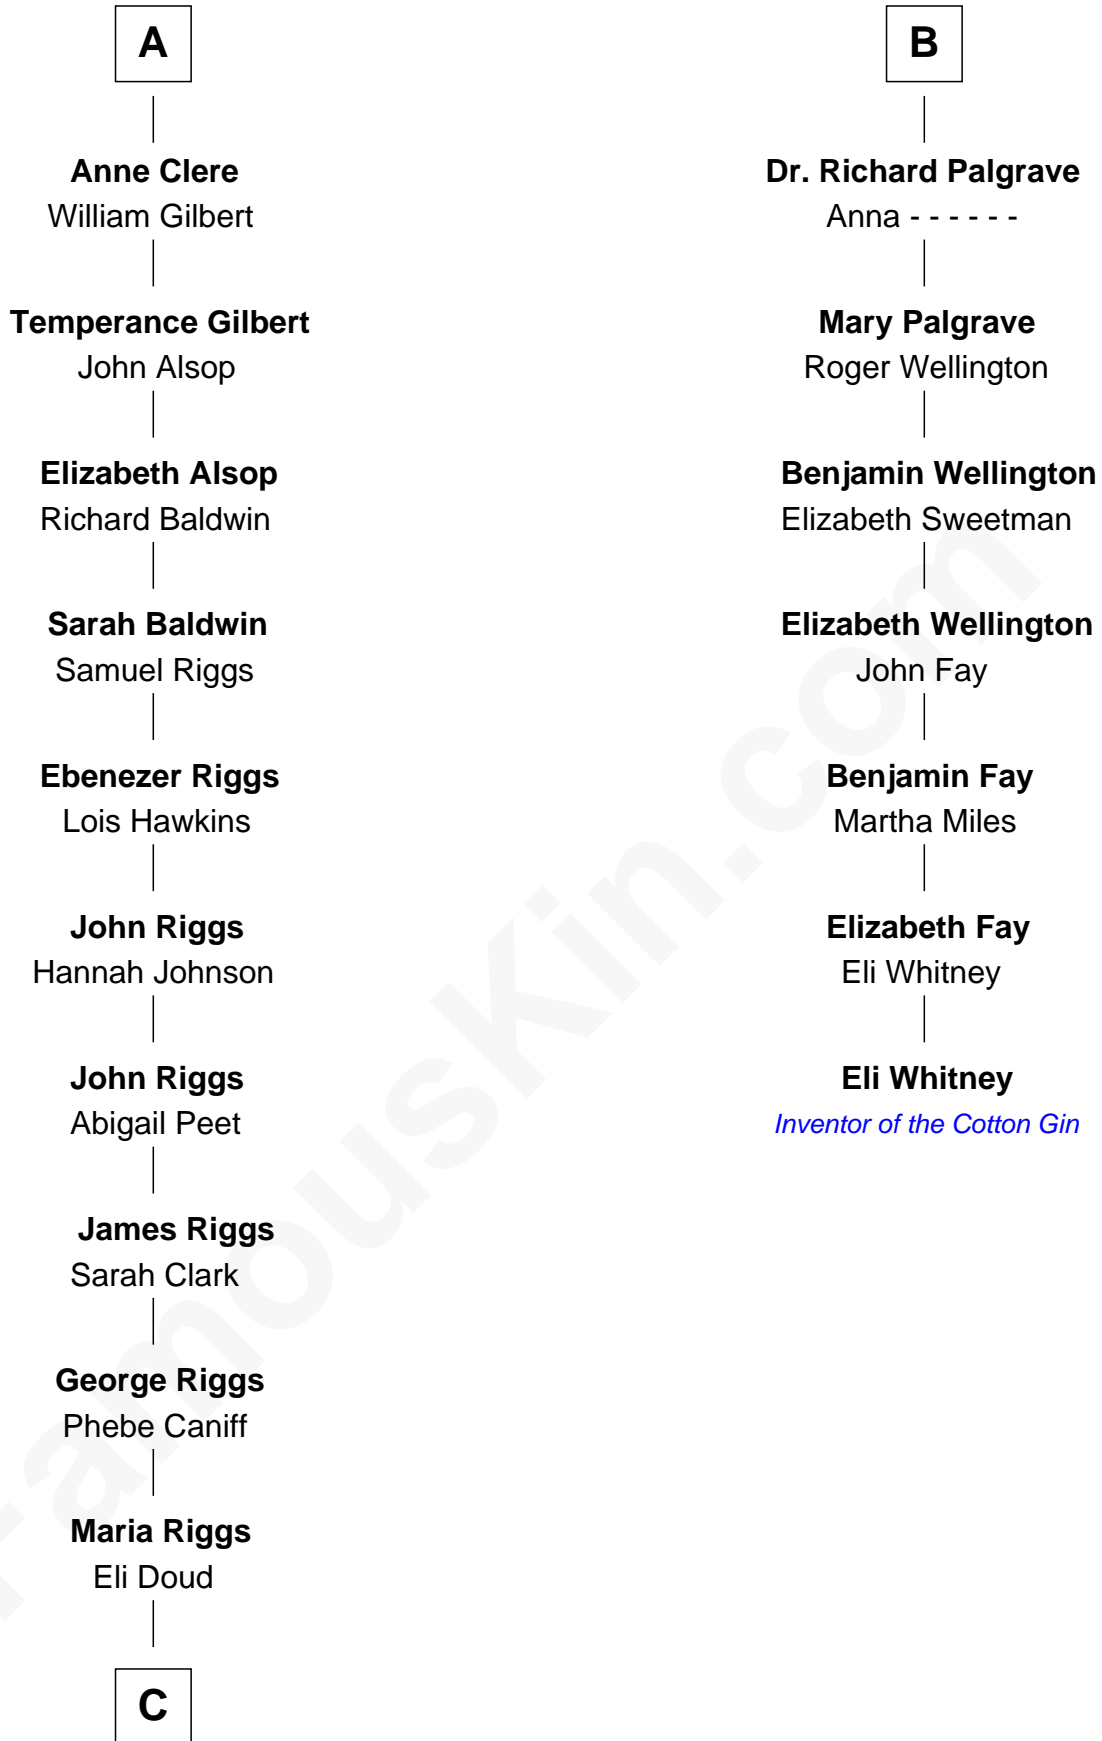 A
Anne Clere
William Gilbert
Temperance Gilbert
John Alsop
Elizabeth Alsop
Richard Baldwin
Sarah Baldwin
Samuel Riggs
Ebenezer Riggs
Lois Hawkins
John Riggs
Hannah Johnson
John Riggs
Abigail Peet
James Riggs
Sarah Clark
George Riggs
Phebe Caniff
Maria Riggs
Eli Doud
C
B
Dr. Richard Palgrave
Anna - - - - - -
Mary Palgrave
Roger Wellington
Benjamin Wellington
Elizabeth Sweetman
Elizabeth Wellington
John Fay
Benjamin Fay
Martha Miles
Elizabeth Fay
Eli Whitney
Eli Whitney
Inventor of the Cotton Gin
FamousKin.com